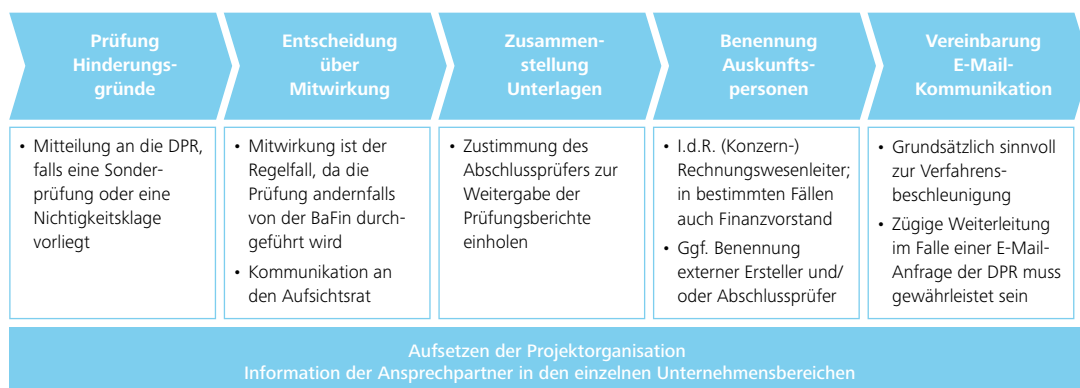 Prüfung
Hinderungs-
gründe
Entscheidung
über
Mitwirkung
Zusammen-
stellung
Unterlagen
Benennung
Auskunfts-
personen
Vereinbarung
E-Mail-
Kommunikation
• Mitteilung an die DPR,
falls eine Sonder-
prüfung oder eine
Nichtigkeitsklage
vorliegt
• Mitwirkung ist der
Regelfall, da die
Prüfung andernfalls
von der BaFin durch-
geführt wird
• Kommunikation an
den Aufsichtsrat
• Zustimmung des
Abschlussprüfers zur
Weitergabe der
Prüfungsberichte
einholen
• I.d.R. (Konzern-)
Rechnungswesenleiter;
in bestimmten Fällen
auch Finanzvorstand
• Ggf. Benennung
externer Ersteller und/
oder Abschlussprüfer
• Grundsätzlich sinnvoll
zur Verfahrens-
beschleunigung
• Zügige Weiterleitung
im Falle einer E-Mail-
Anfrage der DPR muss
gewährleistet sein
Aufsetzen der Projektorganisation
Information der Ansprechpartner in den einzelnen Unternehmensbereichen